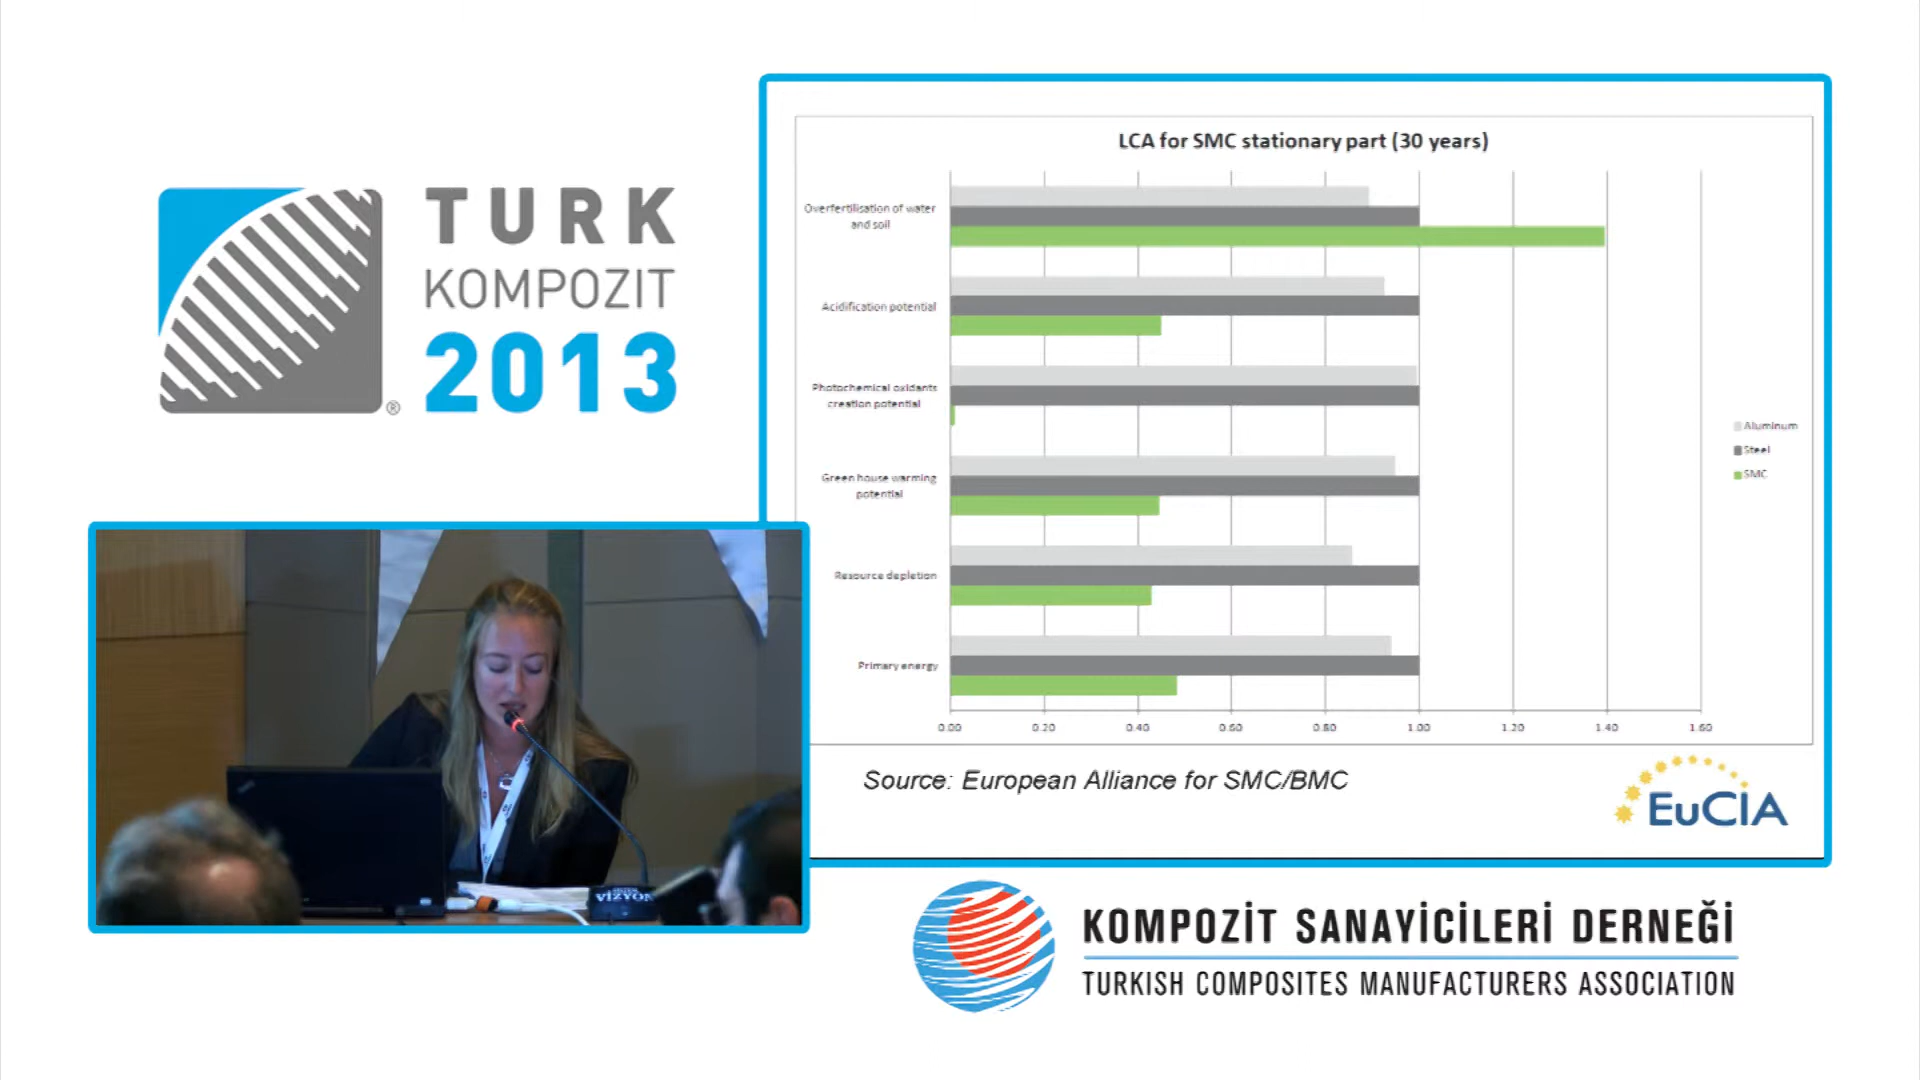 TURK
KOMPOZIT
2013
®
LCA for SMC stationary part (30 years)
Overfertilisation of water
and soil
Acidification potential
Photochemical oxidants
creation potential
Green house warming
potential
Resource depletion
Primary energy
0.00 0.20 0.40 0.60 0.80 1.00 1.20 1.40 1.60
Aluminum
Steel
SMC
Source: European Alliance for SMC/BMC
EuCIA
VİZYON
KOMPOZİT SANAYİCİLERİ DERNEĞİ
TURKISH COMPOSITES MANUFACTURERS ASSOCIATION